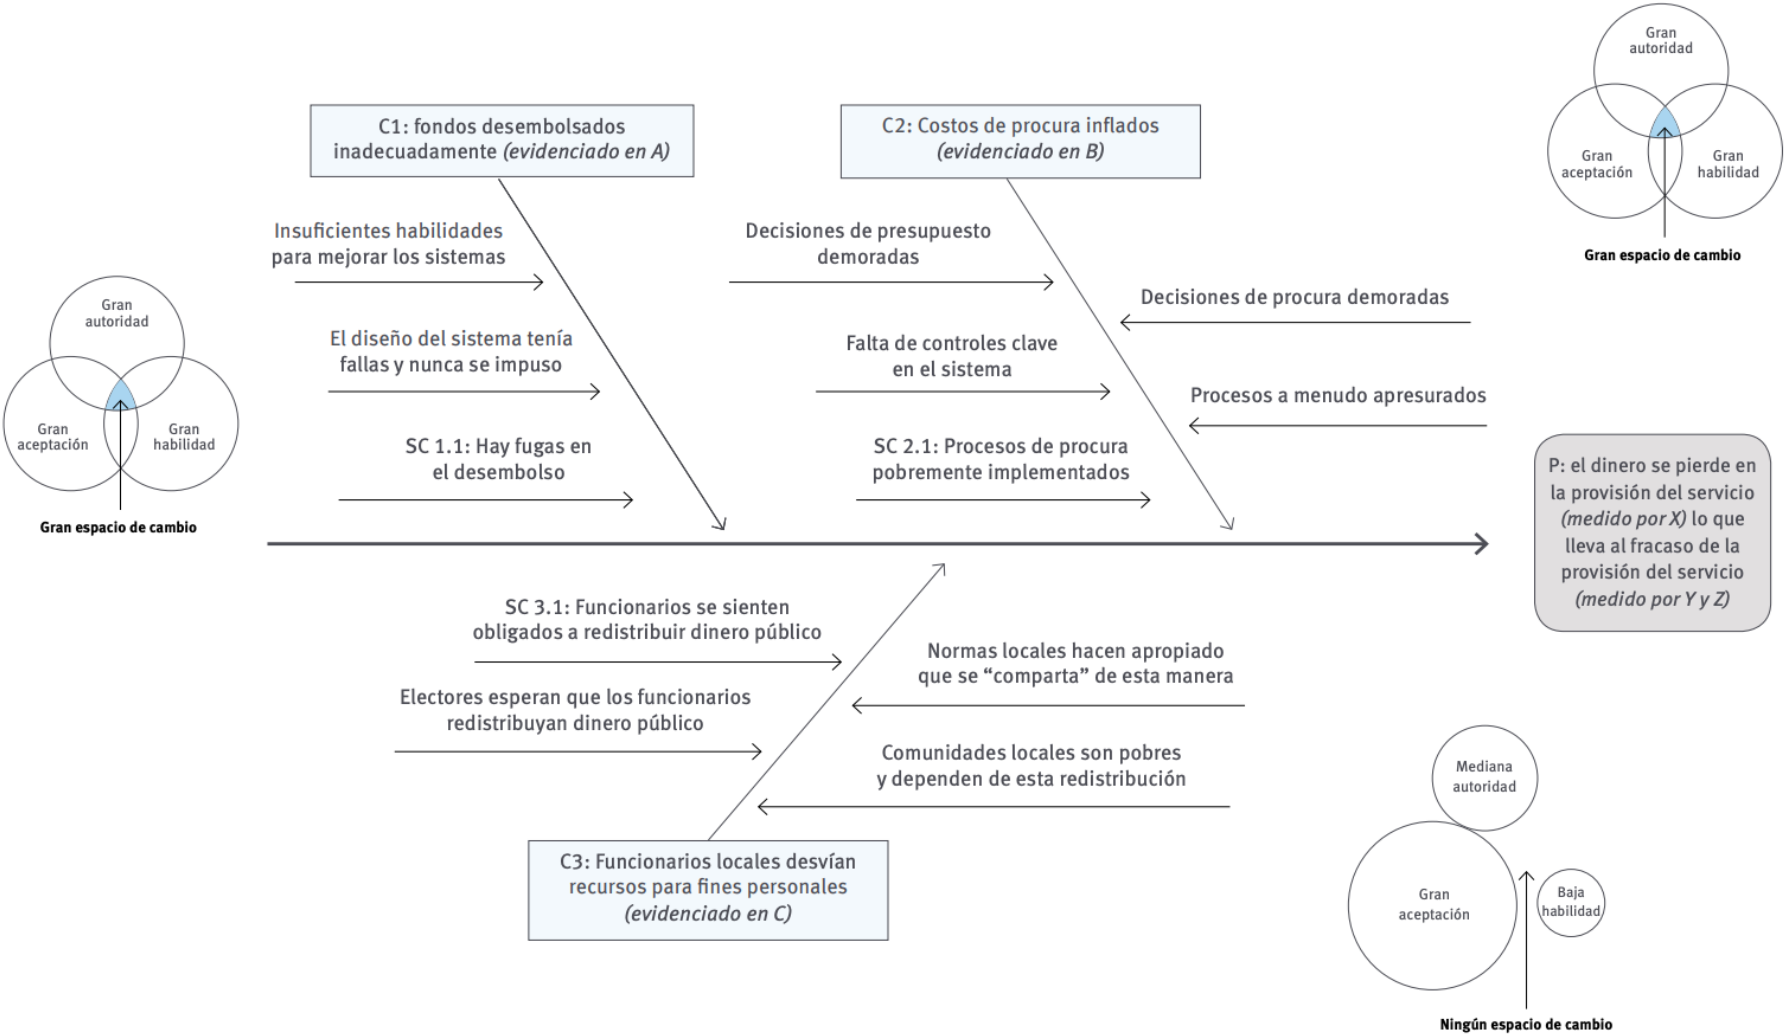 Gran
autoridad
Gran
aceptación
Gran
habilidad
Gran espacio de cambio
C1: fondos desembolsados
inadecuadamente (evidenciado en A)
C2: Costos de procura inflados
(evidenciado en B)
Insuficientes habilidades
para mejorar los sistemas
Decisiones de presupuesto
demoradas
Decisiones de procura demoradas
Gran
autoridad
Gran
aceptación
Gran
habilidad
Gran espacio de cambio
El diseño del sistema tenía
fallas y nunca se impuso
Falta de controles clave
en el sistema
Procesos a menudo apresurados
SC 1.1: Hay fugas en
el desembolso
SC 2.1: Procesos de procura
pobremente implementados
P: el dinero se pierde en
la provisión del servicio
(medido por X) lo que
lleva al fracaso de la
provisión del servicio
(medido por Y y Z)
SC 3.1: Funcionarios se sienten
obligados a redistribuir dinero público
Normas locales hacen apropiado
que se “comparta” de esta manera
Electores esperan que los funcionarios
redistribuyan dinero público
Comunidades locales son pobres
y dependen de esta redistribución
C3: Funcionarios locales desvían
recursos para fines personales
(evidenciado en C)
Mediana
autoridad
Gran
aceptación
Baja
habilidad
Ningún espacio de cambio